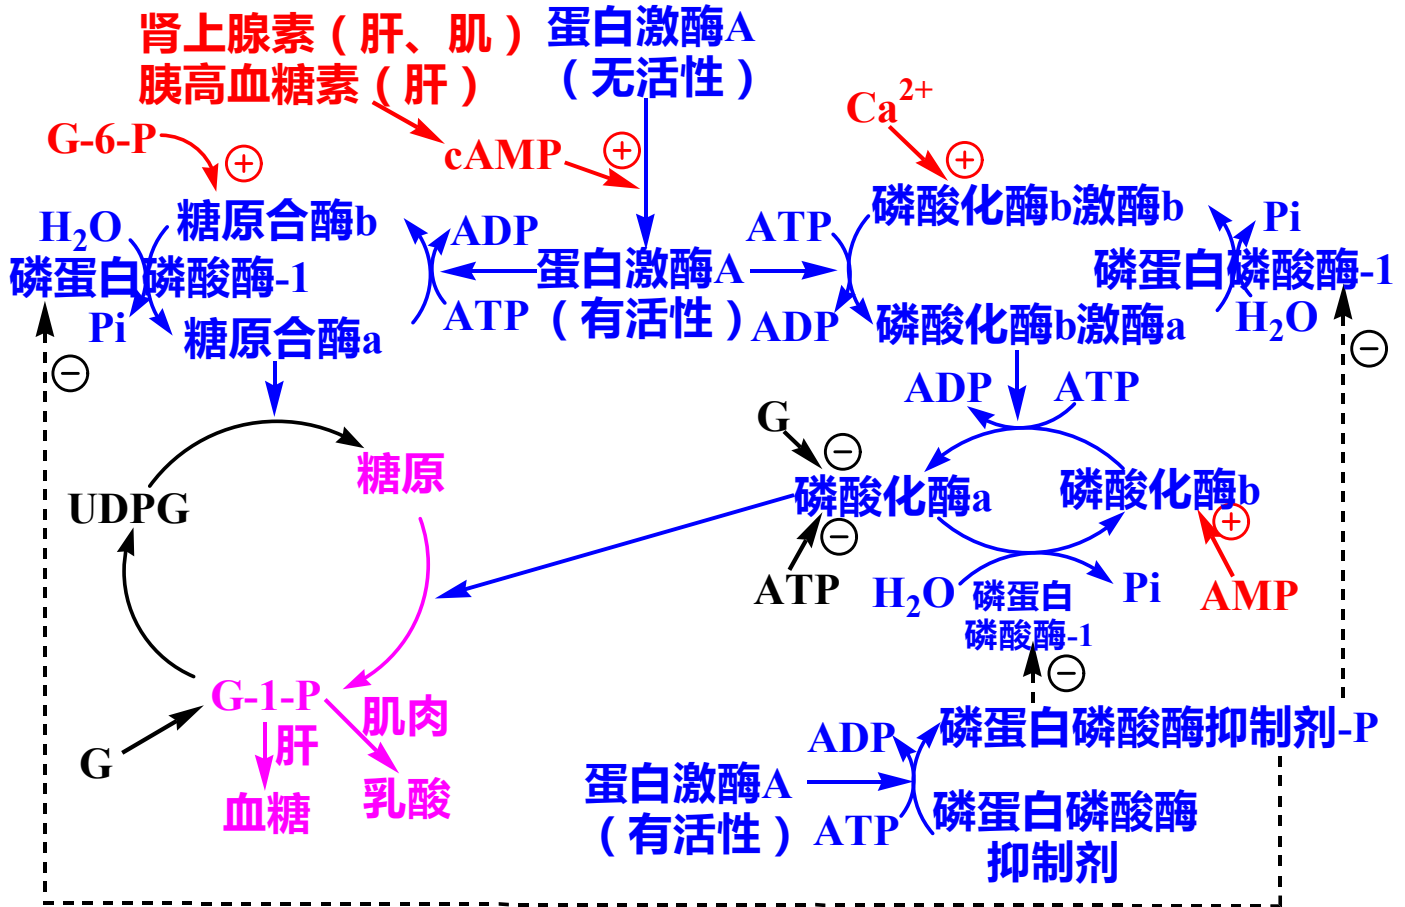 肾上腺素（肝、肌）
胰高血糖素（肝）
蛋白激酶A
（无活性）
Ca2+
G-6-P
+
cAMP
+
+
糖原合酶b
磷酸化酶b激酶b
H2O
ADP
ATP
Pi
磷蛋白磷酸酶-1
蛋白激酶A
（有活性）
磷蛋白磷酸酶-1
Pi
糖原合酶a
ATP
ADP
磷酸化酶b激酶a
H2O
−
−
ADP
ATP
G
−
糖原
磷酸化酶a
磷酸化酶b
UDPG
−
+
ATP
H2O
磷蛋白
磷酸酶-1
Pi
AMP
−
G-1-P
肌肉
肝
G
血糖
乳酸
ADP
磷蛋白磷酸酶抑制剂-P
蛋白激酶A
（有活性）
ATP
磷蛋白磷酸酶
抑制剂